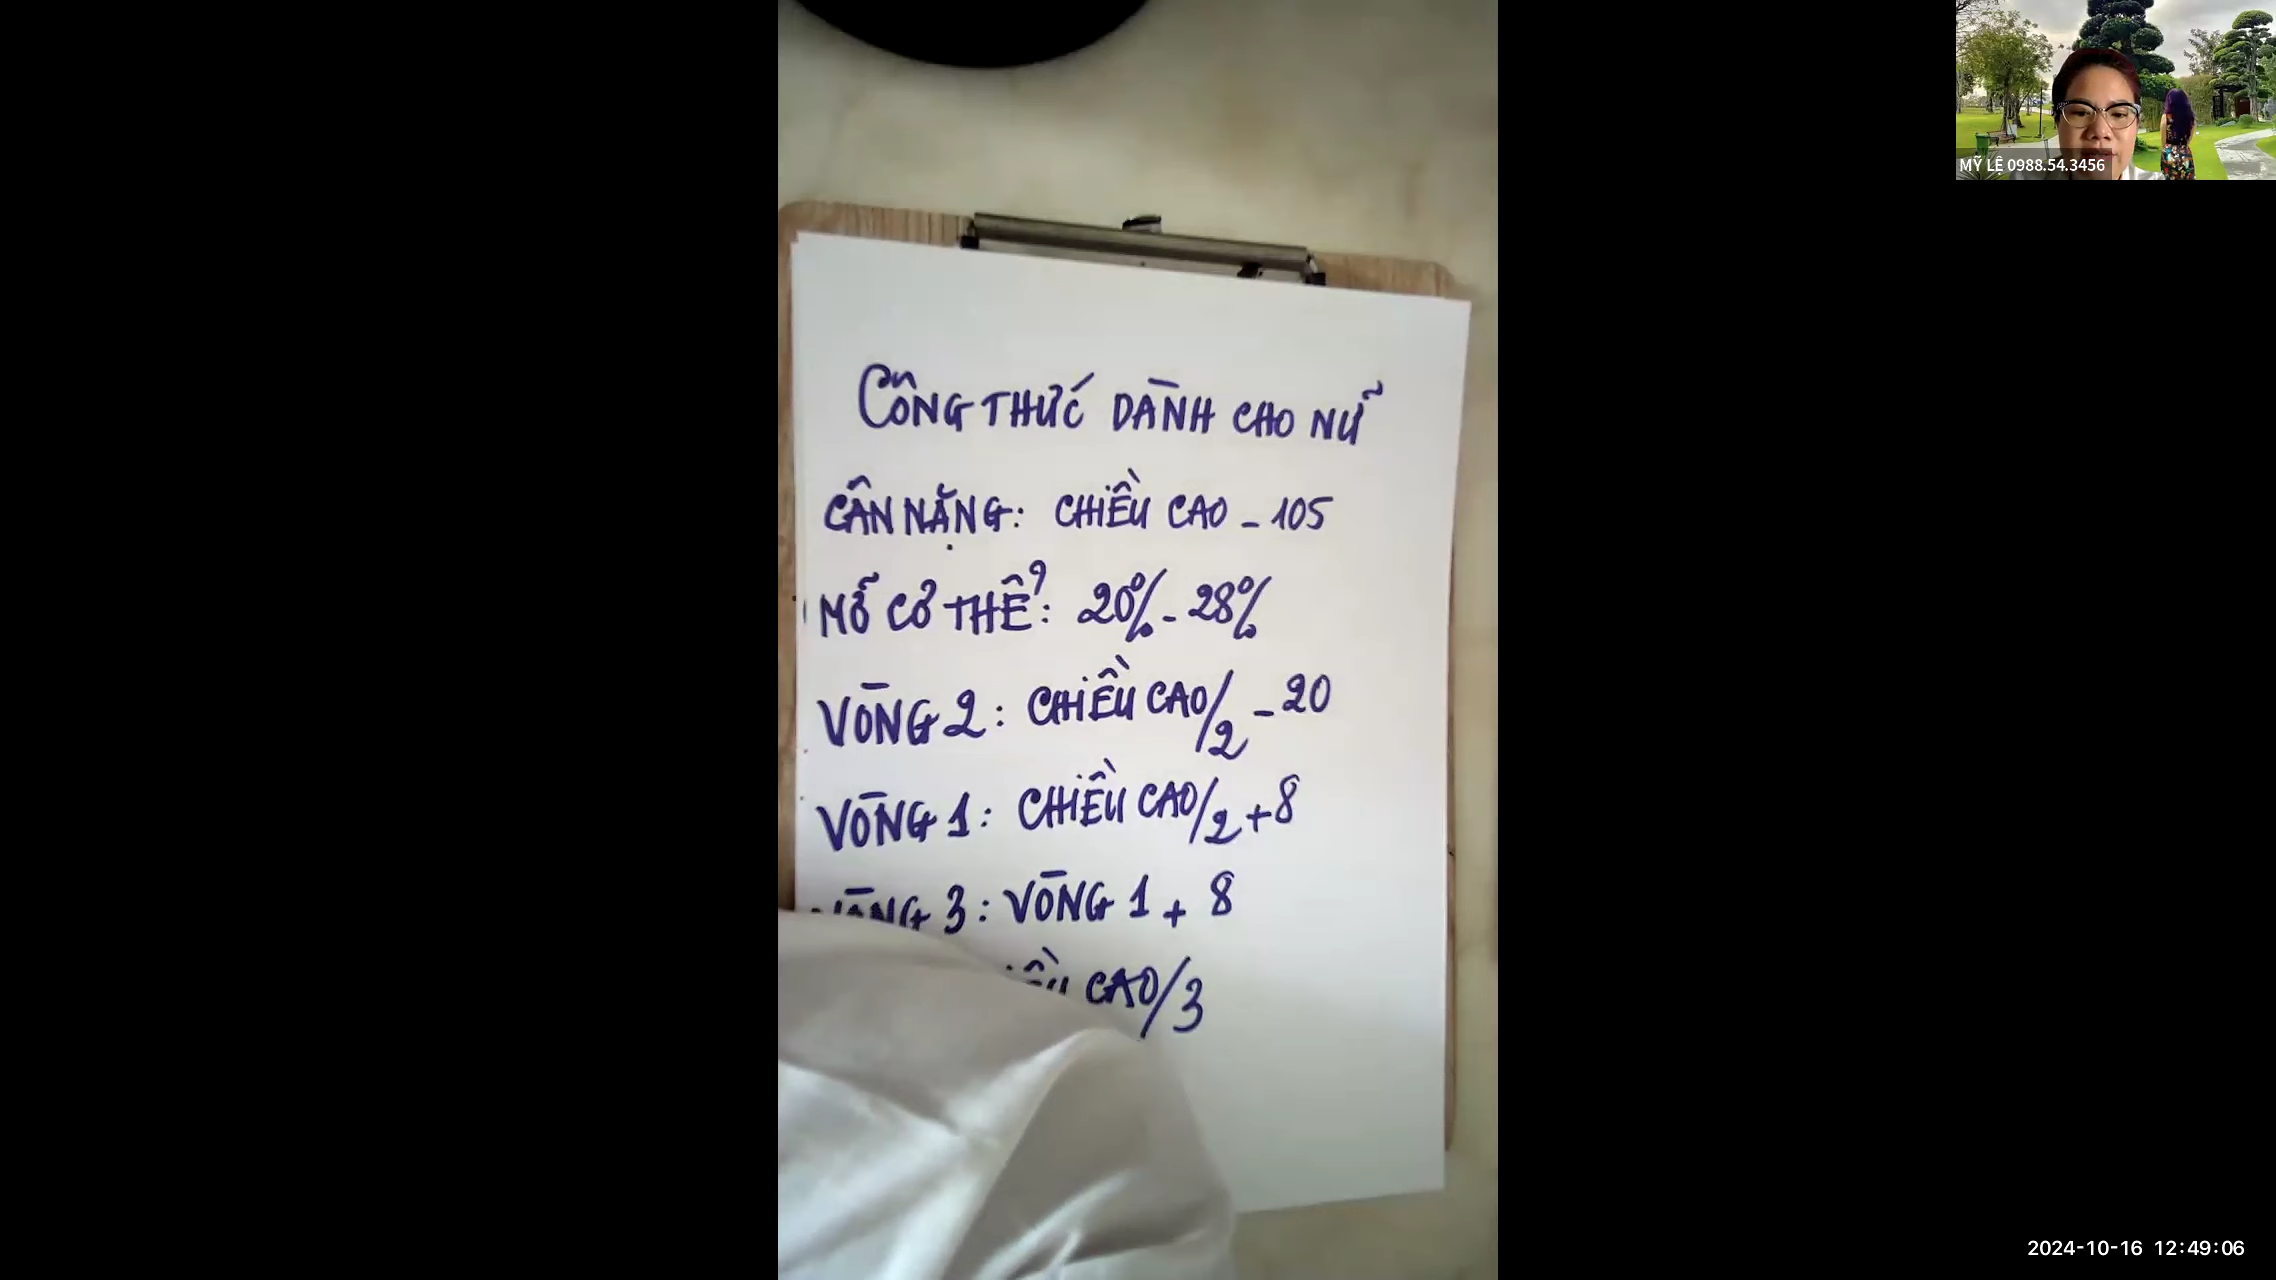 CÔNG THỨC DÀNH CHO NỮ
CÂN NẶNG: CHIỀU CAO - 105
MỠ CƠ THỂ: 20% - 28%
VÒNG 2: CHIỀU CAO/2 - 20
VÒNG 1: CHIỀU CAO/2 + 8
3: VÒNG 1 + 8
CAO/3
MỸ LÊ 0988.54.3456
2024-10-16 12:49:06